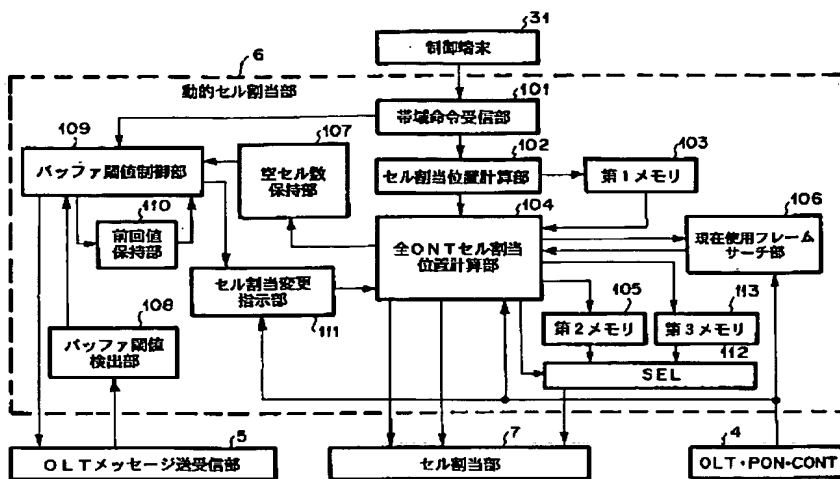 31
制御端末
6
動的セル割当部
101
帯域命令受信部
109
バッファ閾値制御部
107
空セル数
保持部
102
セル割当位置計算部
103
第1メモリ
110
前回値
保持部
104
全ONTセル割当
位置計算部
106
現在使用フレーム
サーチ部
セル割当変更
指示部
111
108
バッファ閾値
検出部
105
第2メモリ
113
第3メモリ
112
SEL
5
OLTメッセージ送受信部
7
セル割当部
4
OLT・PON・CONT